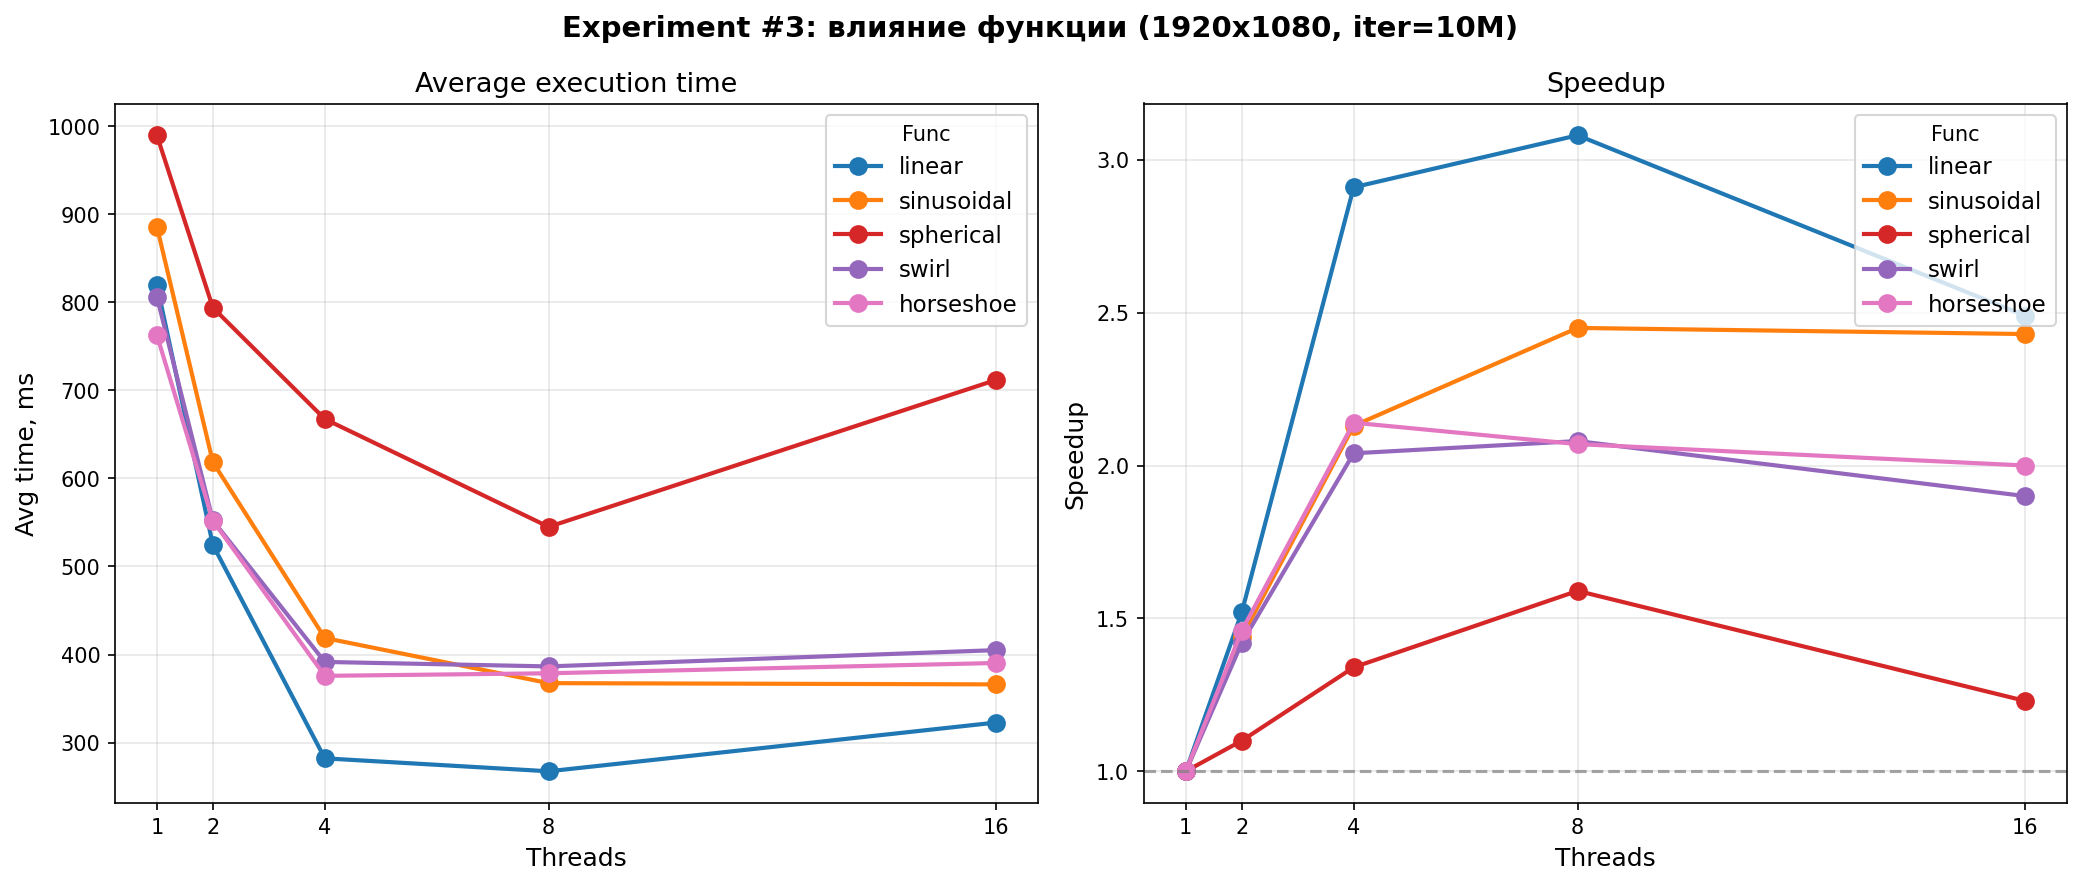 Experiment #3: влияние функции (1920x1080, iter=10M)
Average execution time
Avg time, ms
1000
900
800
700
600
500
400
300
1 2 4 8 16
Threads
Func
linear
sinusoidal
spherical
swirl
horseshoe
Speedup
Speedup
3.0
2.5
2.0
1.5
1.0
1 2 4 8 16
Threads
Func
linear
sinusoidal
spherical
swirl
horseshoe